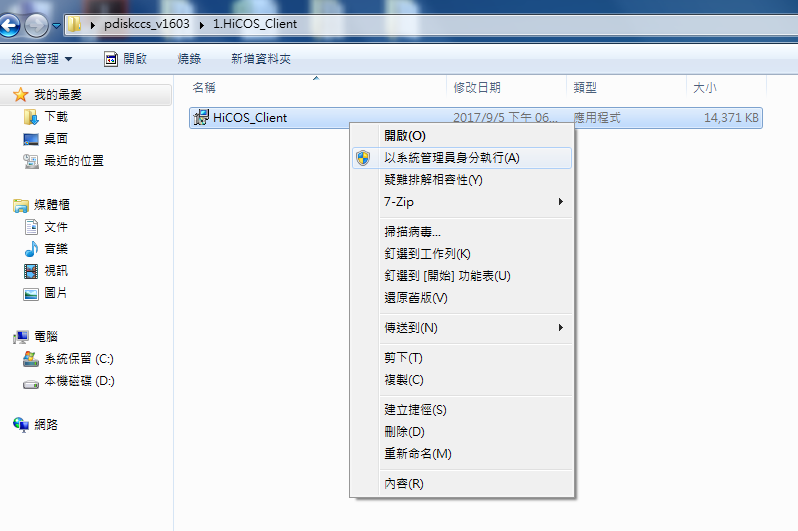 pdiskccs_v1603 ▸ 1.HiCOS_Client
組合管理 開啟 燒錄 新增資料夾
名稱 修改日期 類型 大小
我的最愛
下載
桌面
最近的位置
媒體櫃
文件
音樂
視訊
圖片
電腦
系統保留 (C:)
本機磁碟 (D:)
網路
HiCOS_Client 2017/9/5 下午 06... 應用程式 14,371 KB
開啟(O)
以系統管理員身分執行(A)
疑難排解相容性(Y)
7-Zip
掃描病毒...
釘選到工作列(K)
釘選到 [開始] 功能表(U)
還原舊版(V)
傳送到(N)
剪下(T)
複製(C)
建立捷徑(S)
刪除(D)
重新命名(M)
內容(R)